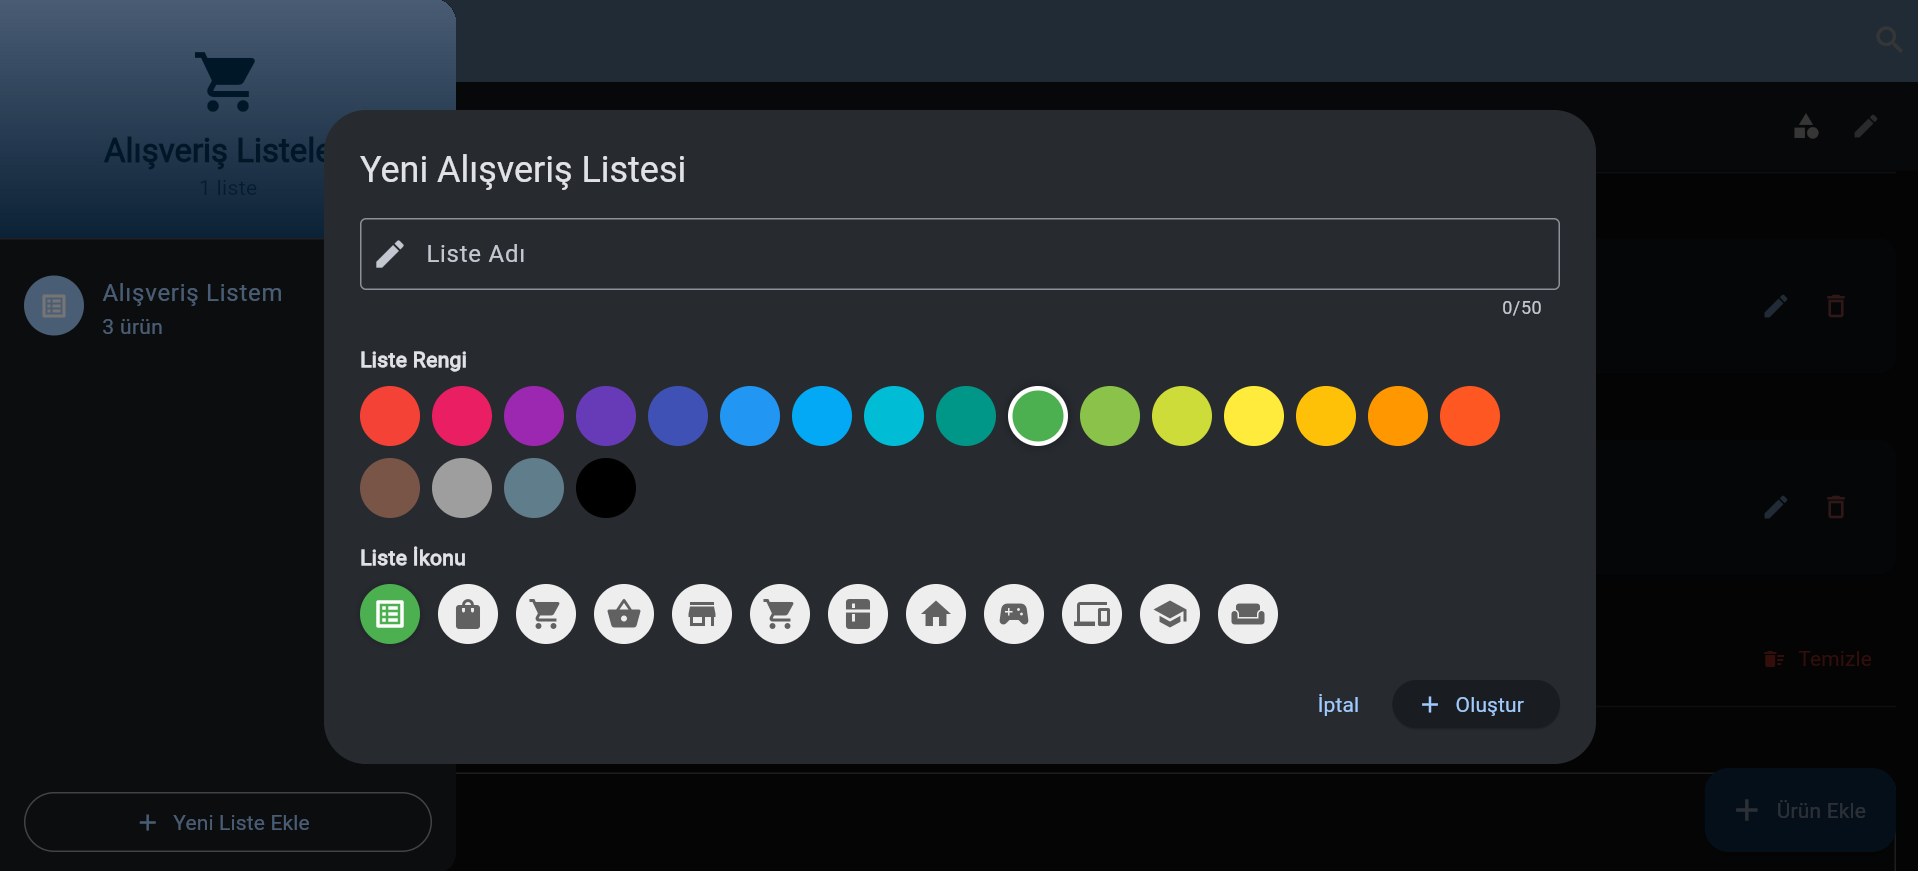 Alışveriş Listele
1 liste
Alışveriş Listem
3 ürün
Yeni Liste Ekle
Yeni Alışveriş Listesi
Liste Adı
0/50
Liste Rengi
Liste İkonu
İptal
Oluştur
Temizle
Ürün Ekle